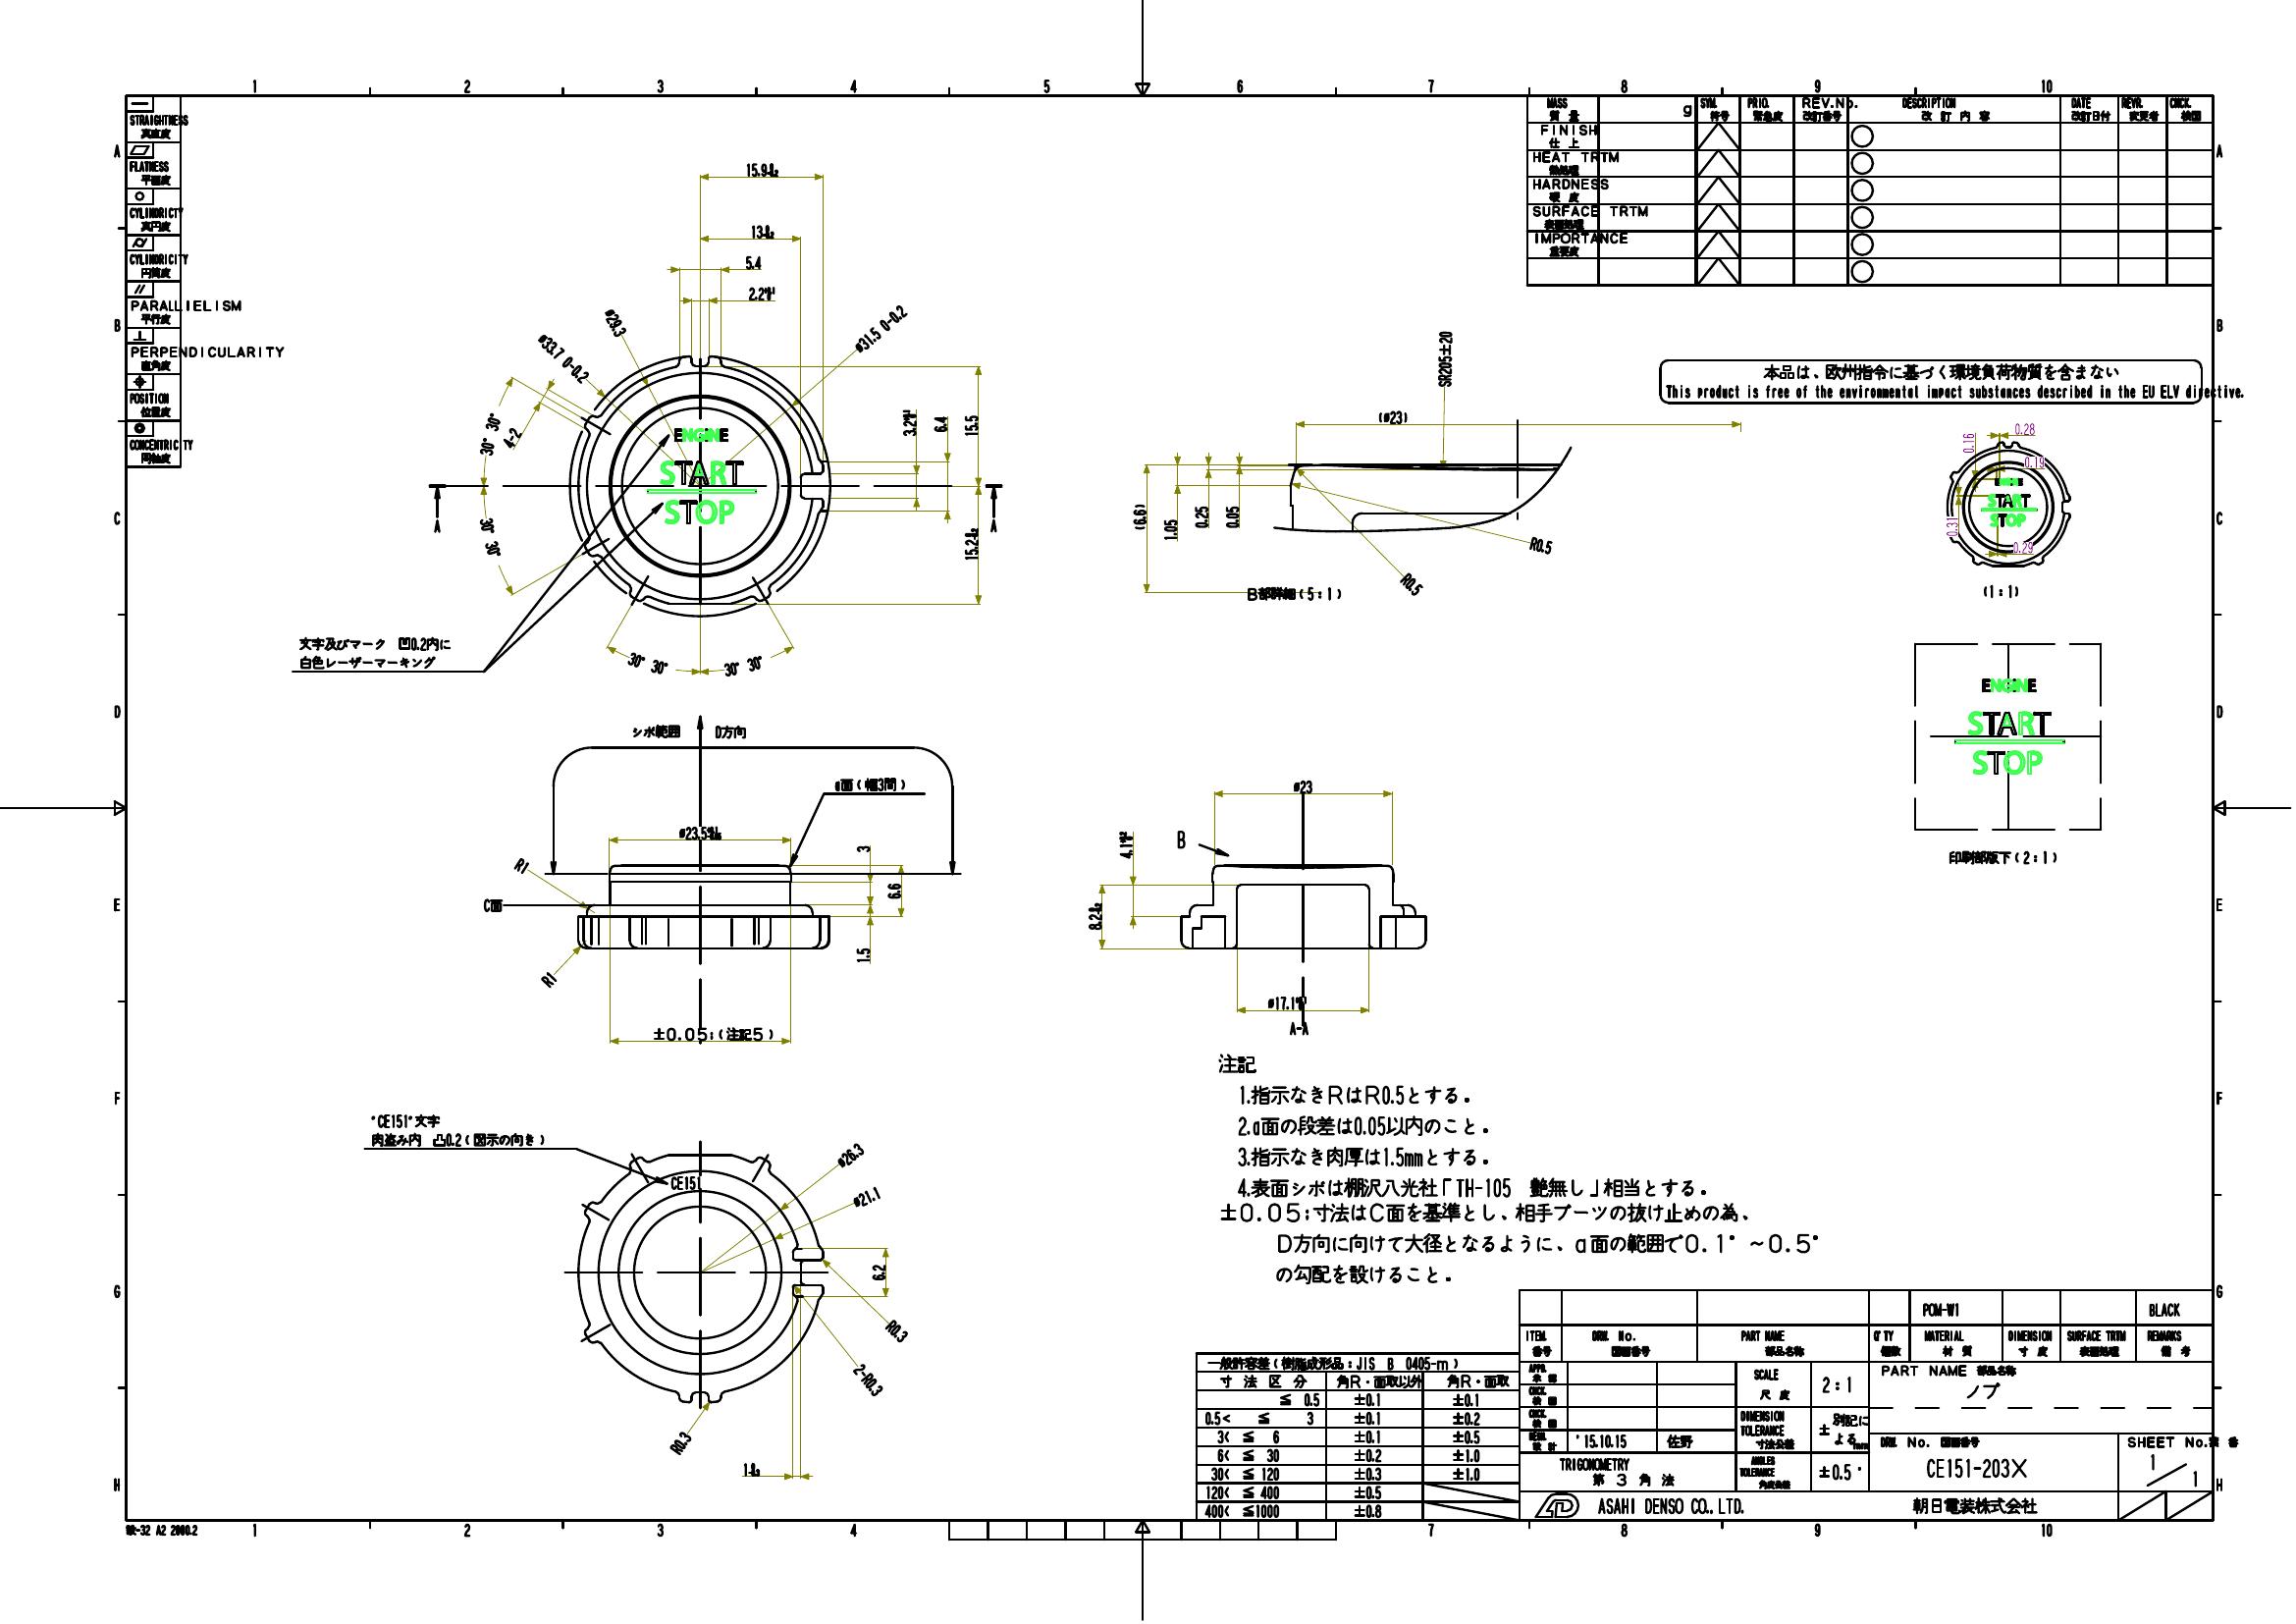 1 2 3 4 5 6 7 8 9 10
A B C D E F G H
STRAIGHTNESS
真直度
FLATNESS
平面度
CYLINDRICTY
真円度
CYLINDRICITY
円筒度
PARALLIELISM
平行度
PERPENDICULARITY
直角度
POSITION
位置度
CONCENTRICITY
同軸度
MASS
質 量
g
SYM.
符号
PRIO.
緊急度
REV.No.
改訂番号
DESCRIPTION
改 訂 内 容
DATE
改訂日付
REVR.
変更者
CHCK.
検図
FINISH
仕 上
HEAT TRTM
熱処理
HARDNESS
硬 度
SURFACE TRTM
表面処理
IMPORTANCE
重要度
本品は、欧州指令に基づく環境負荷物質を含まない
This product is free of the environmental impact substances described in the EU ELV directive.
15.9
13
5.4
2.2
ø29.3
ø33.7 0-0.2
ø31.5 0-0.2
30° 30°
4-2
30° 30°
3.2
6.4
15.5
15.2
A
A
ENGINE
START
STOP
30° 30°
30° 30°
文字及びマーク 凹0.2内に
白色レーザーマーキング
SR205±20
(ø23)
(6.6)
1.05
0.25
0.05
R0.5
R0.5
B部詳細(5:1)
0.16
0.28
0.19
0.31
0.29
ENGINE
START
STOP
(1:1)
ENGINE
START
STOP
印刷部版下(2:1)
シボ範囲
D方向
a面(幅3間)
ø23.5
R1
3
6.6
C面
1.5
R1
±0.05:(注記5)
ø23
B
4.1
8.2
ø17.1
A-A
"CE151"文字
肉盗み内 凸0.2(図示の向き)
CE151
ø26.3
ø21.1
6.2
R0.3
2-R0.3
R0.3
1
注記
1.指示なきRはR0.5とする。
2.a面の段差は0.05以内のこと。
3.指示なき肉厚は1.5mmとする。
4.表面シボは棚沢八光社「TH-105 艶無し」相当とする。
±0.05:寸法はC面を基準とし、相手ブーツの抜け止めの為、
D方向に向けて大径となるように、a面の範囲で0.1°~0.5°
の勾配を設けること。
一般許容差(樹脂成形品:JIS B 0405-m)
寸 法 区 分 角R・面取以外 角R・面取
≦ 0.5 ±0.1 ±0.1
0.5< ≦ 3 ±0.1 ±0.2
3< ≦ 6 ±0.1 ±0.5
6< ≦ 30 ±0.2 ±1.0
30< ≦ 120 ±0.3 ±1.0
120< ≦ 400 ±0.5
400< ≦1000 ±0.8
POM-W1
BLACK
ITEM.
番号
DRW. No.
図面番号
PART NAME
部品名称
Q'TY
個数
MATERIAL
材 質
DIMENSION
寸 度
SURFACE TRTM
表面処理
REMARKS
備 考
APPR.
承 認
CHCK.
検 図
CHCK.
検 図
設 計
'15.10.15
佐野
SCALE
尺 度
2:1
DIMENSION
TOLERANCE
寸法公差
± 別記による mm
ANGLES
TOLERANCE
角度公差
±0.5°
TRIGONOMETRY
第 3 角 法
PART NAME 部品名称
ノブ
DRW. No. 図面番号
CE151-203X
SHEET No.
1/1
ASAHI DENSO CO., LTD.
朝日電装株式会社
A2 2000.2
1 2 3 4 7 8 9 10